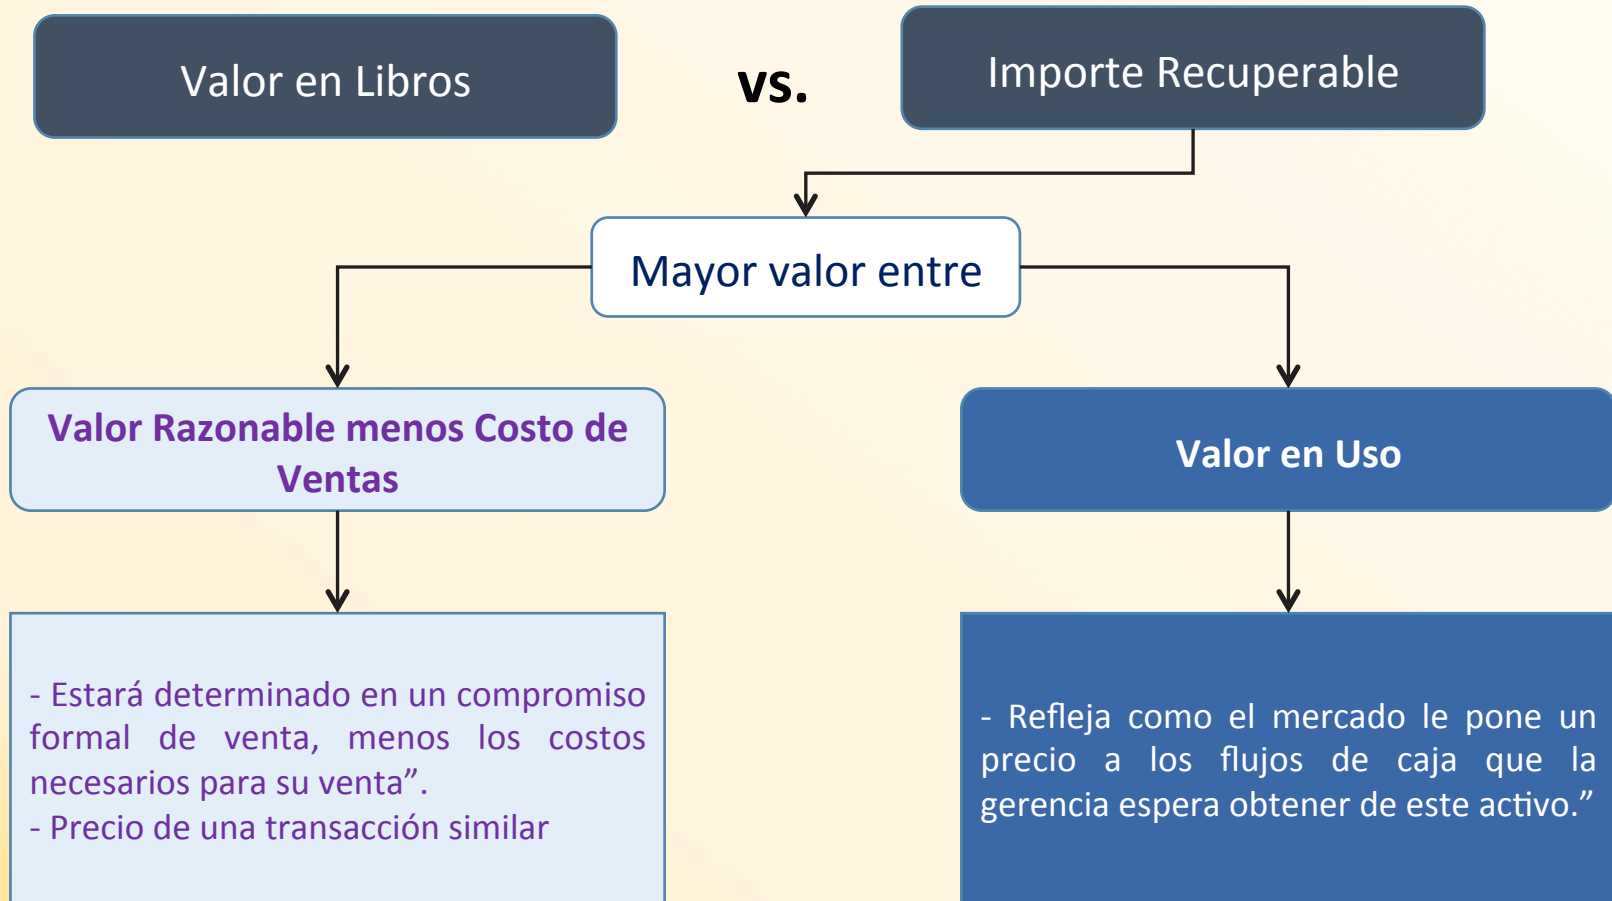 Valor en Libros
vs.
Importe Recuperable
Mayor valor entre
Valor Razonable menos Costo de
Ventas
Valor en Uso
- Estará determinado en un compromiso
formal de venta, menos los costos
necesarios para su venta”.
- Precio de una transacción similar
- Refleja como el mercado le pone un
precio a los flujos de caja que la
gerencia espera obtener de este activo.”